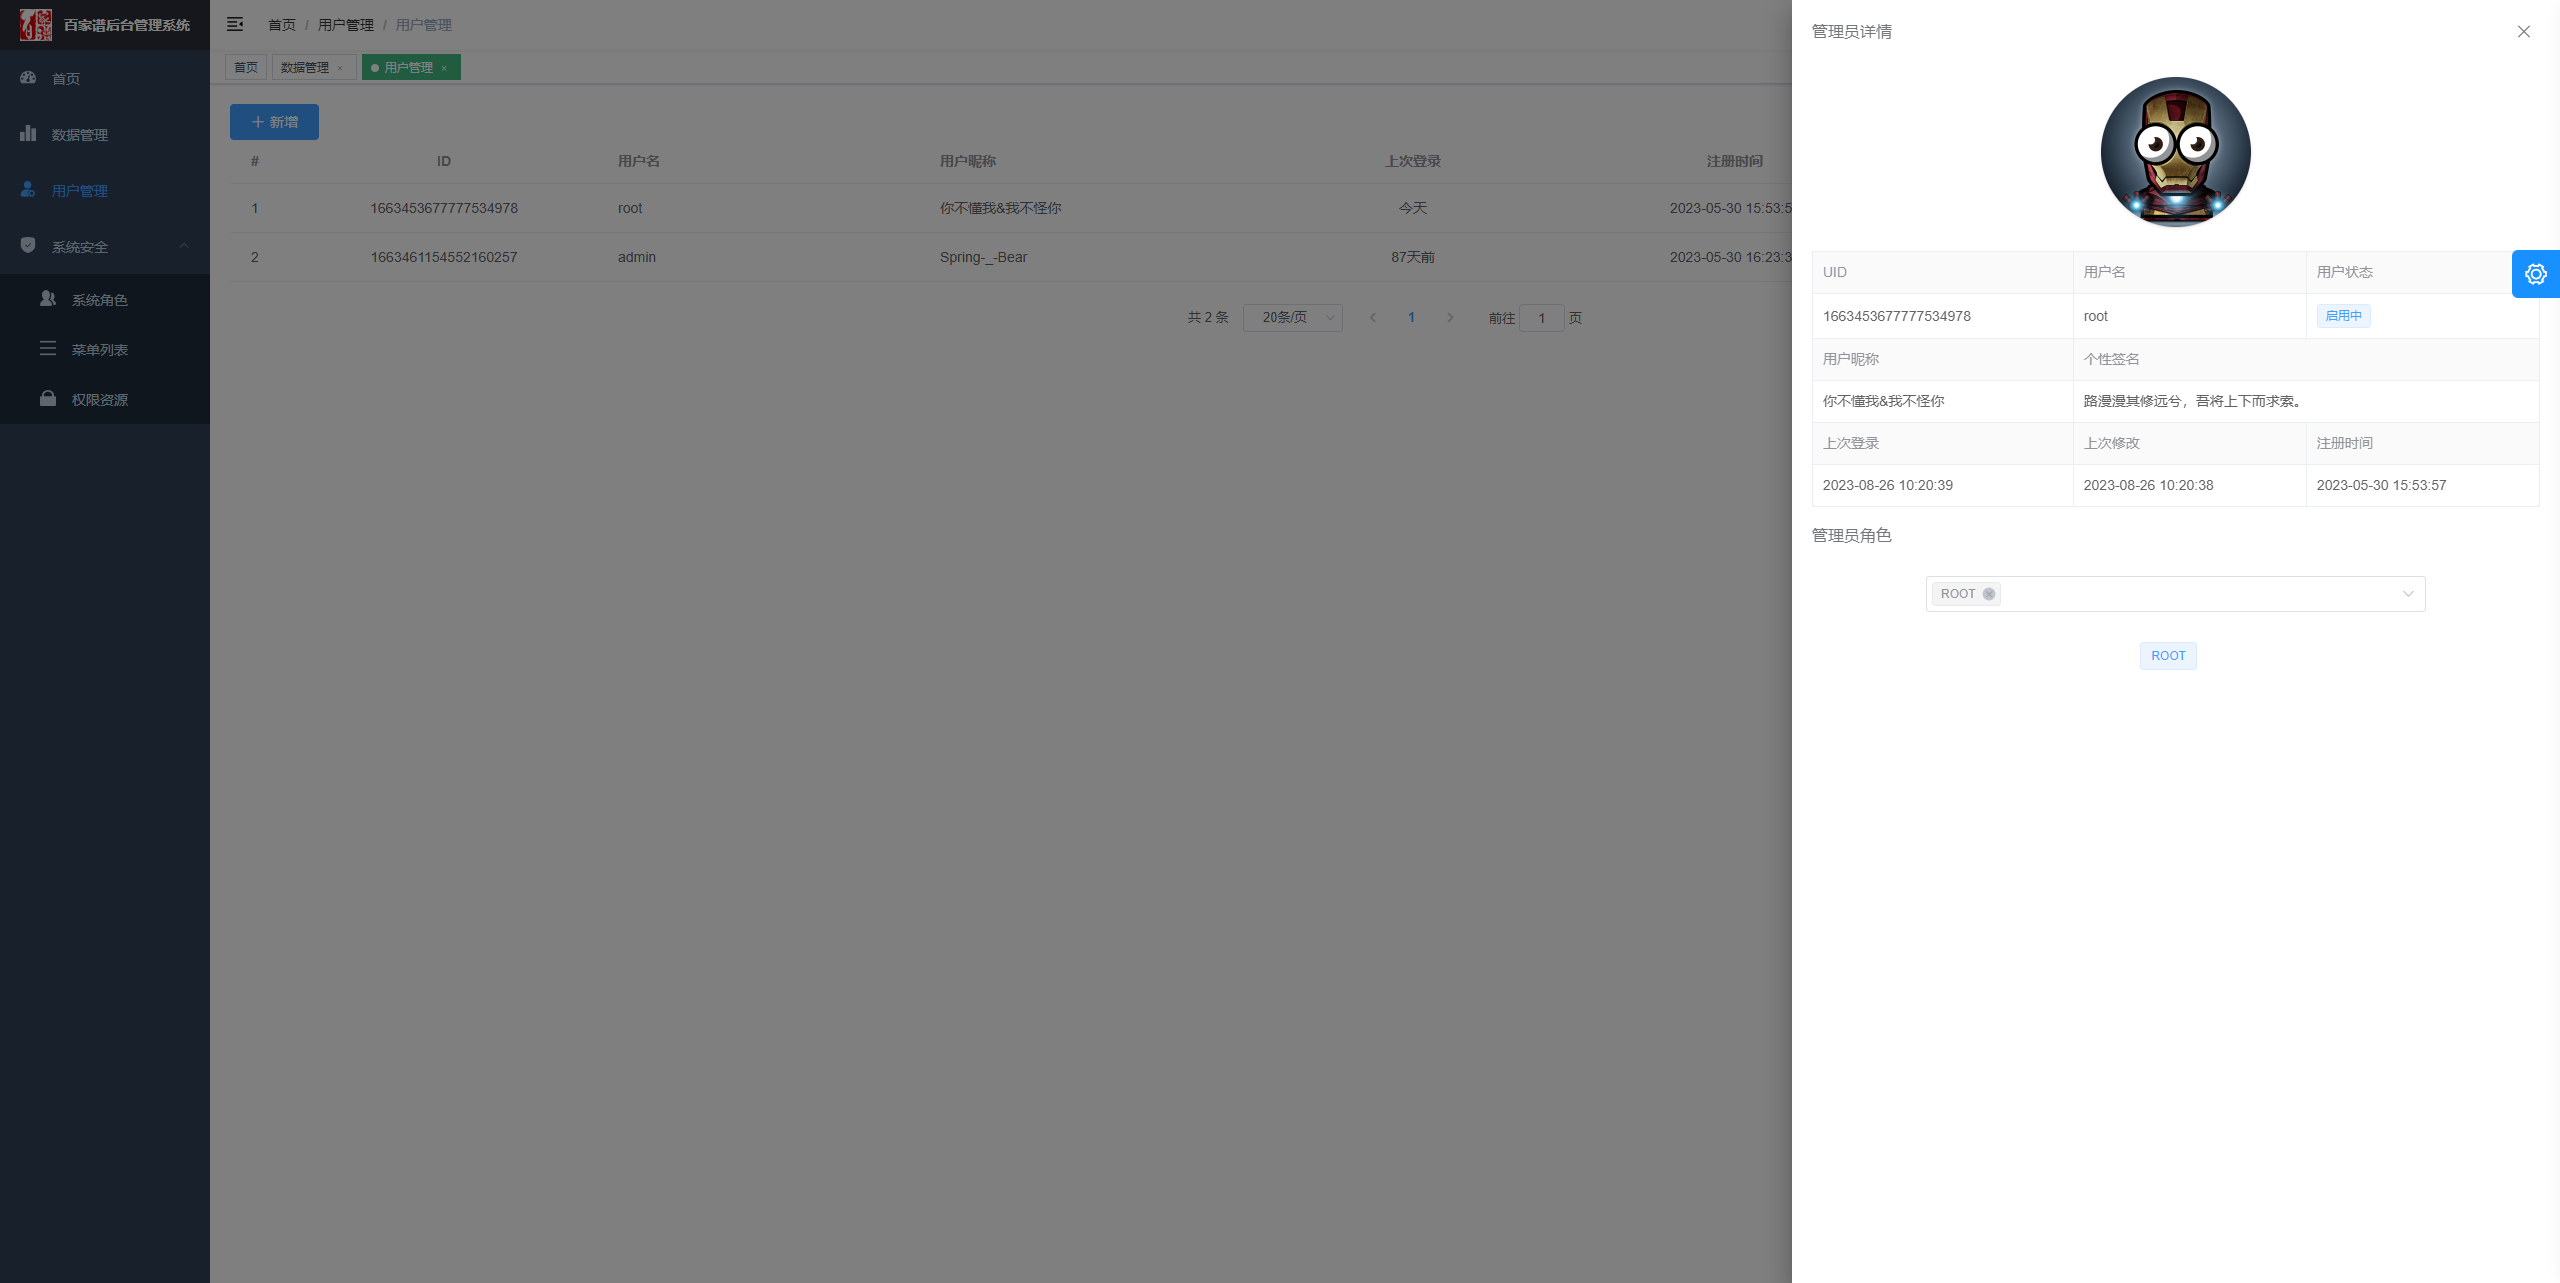 百家谱后台管理系统
首页
数据管理
用户管理
系统安全
系统角色
菜单列表
权限资源
首页 / 用户管理 / 用户管理
首页 数据管理 × 用户管理 ×
+ 新增
# ID 用户名 用户昵称 上次登录 注册时间
1 1663453677777534978 root 你不懂我&我不怪你 今天 2023-05-30 15:53:5
2 1663461154552160257 admin Spring-_-Bear 87天前 2023-05-30 16:23:3
共 2 条 20条/页 1 前往 1 页
管理员详情
UID 用户名 用户状态
1663453677777534978 root 启用中
用户昵称 个性签名
你不懂我&我不怪你 路漫漫其修远兮，吾将上下而求索。
上次登录 上次修改 注册时间
2023-08-26 10:20:39 2023-08-26 10:20:38 2023-05-30 15:53:57
管理员角色
ROOT
ROOT